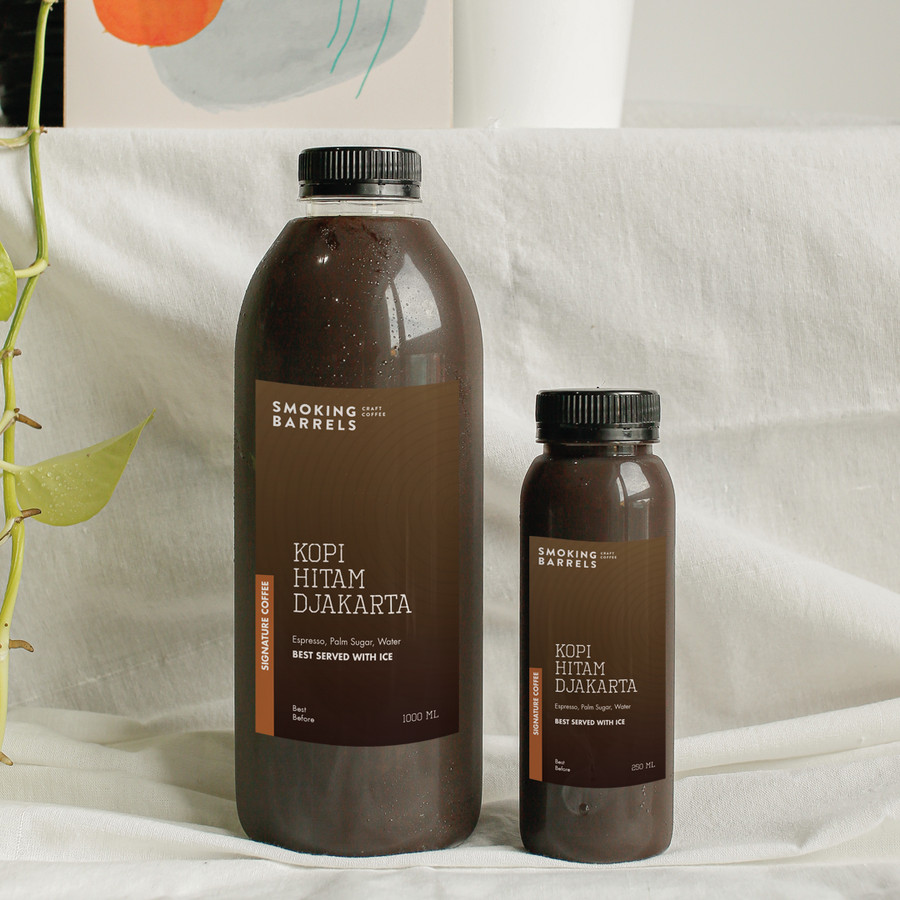 SMOKING CRAFT
BARRELS COFFEE
KOPI
HITAM
DJAKARTA
SIGNATURE COFFEE
Espresso, Palm Sugar, Water
BEST SERVED WITH ICE
Best
Before
1000 ML
SMOKING CRAFT
BARRELS COFFEE
KOPI
HITAM
DJAKARTA
SIGNATURE COFFEE
Espresso, Palm Sugar, Water
BEST SERVED WITH ICE
Best
Before
250 ML